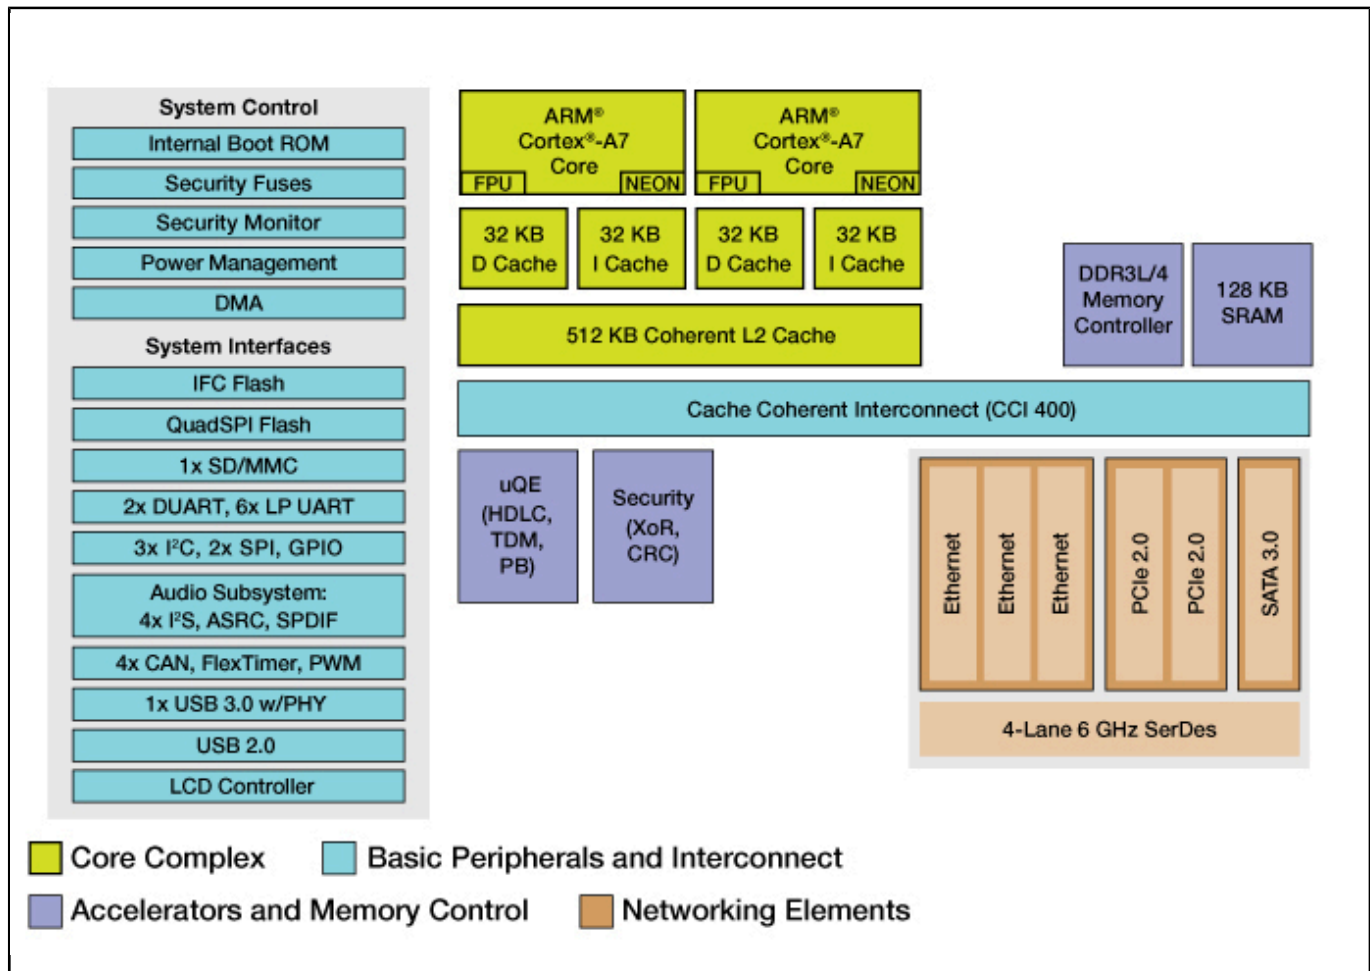 System Control
Internal Boot ROM
Security Fuses
Security Monitor
Power Management
DMA
System Interfaces
IFC Flash
QuadSPI Flash
1x SD/MMC
2x DUART, 6x LP UART
3x I²C, 2x SPI, GPIO
Audio Subsystem:
4x I²S, ASRC, SPDIF
4x CAN, FlexTimer, PWM
1x USB 3.0 w/PHY
USB 2.0
LCD Controller
ARM®
Cortex®-A7
Core
FPU
NEON
ARM®
Cortex®-A7
Core
FPU
NEON
32 KB
D Cache
32 KB
I Cache
32 KB
D Cache
32 KB
I Cache
512 KB Coherent L2 Cache
DDR3L/4
Memory
Controller
128 KB
SRAM
Cache Coherent Interconnect (CCI 400)
uQE
(HDLC,
TDM,
PB)
Security
(XoR,
CRC)
Ethernet
Ethernet
Ethernet
PCIe 2.0
PCIe 2.0
SATA 3.0
4-Lane 6 GHz SerDes
Core Complex
Basic Peripherals and Interconnect
Accelerators and Memory Control
Networking Elements